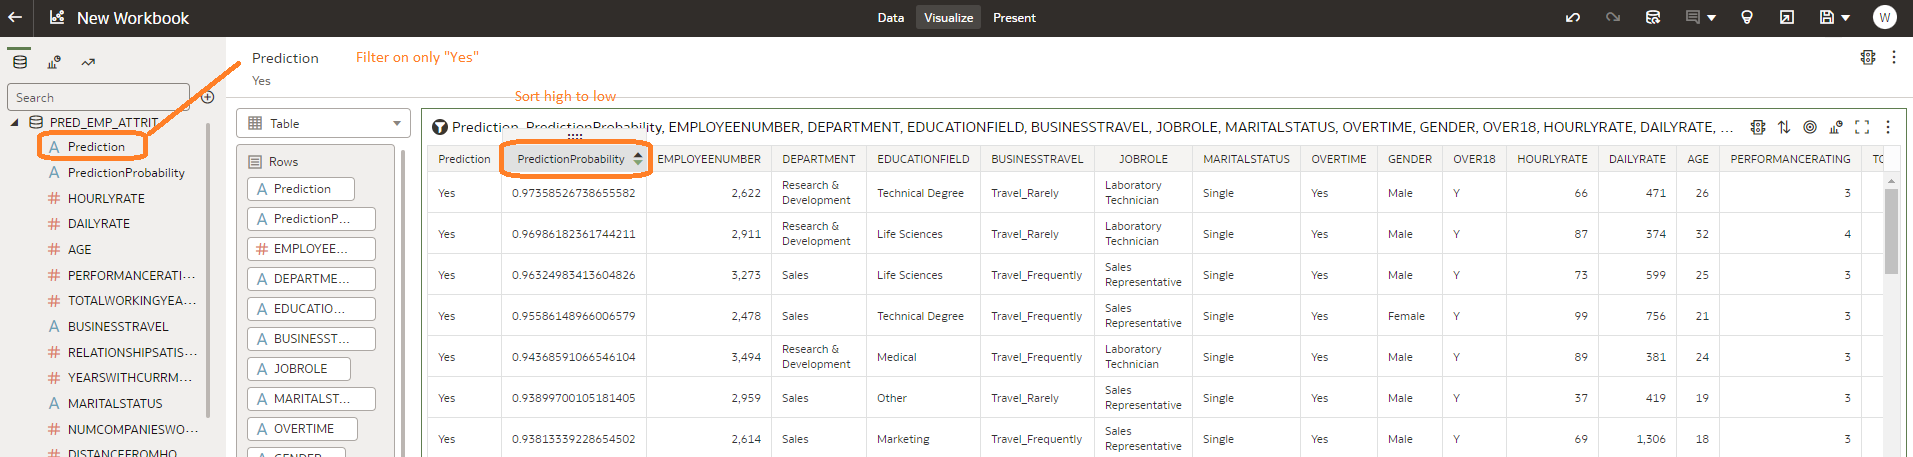 New Workbook
Data Visualize Present
W
Prediction
Filter on only "Yes"
Yes
Search
Sort high to low
PRED_EMP_ATTRIT
Prediction
PredictionProbability
HOURLYRATE
DAILYRATE
AGE
PERFORMANCERATI...
TOTALWORKINGYEA...
BUSINESSTRAVEL
RELATIONSHIPSATIS...
YEARSWITHCURRM...
MARITALSTATUS
NUMCOMPANIESWO...
DISTANCEFROMHO
Table
Rows
Prediction
PredictionP...
EMPLOYEE...
DEPARTME...
EDUCATIO...
BUSINESST...
JOBROLE
MARITALST...
OVERTIME
GENDER
Prediction, PredictionProbability, EMPLOYEENUMBER, DEPARTMENT, EDUCATIONFIELD, BUSINESSTRAVEL, JOBROLE, MARITALSTATUS, OVERTIME, GENDER, OVER18, HOURLYRATE, DAILYRATE, ...
Prediction PredictionProbability EMPLOYEENUMBER DEPARTMENT EDUCATIONFIELD BUSINESSTRAVEL JOBROLE MARITALSTATUS OVERTIME GENDER OVER18 HOURLYRATE DAILYRATE AGE PERFORMANCERATING TO
Yes 0.97358526738655582 2,622 Research & Development Technical Degree Travel_Rarely Laboratory Technician Single Yes Male Y 66 471 26 3
Yes 0.96986182361744211 2,911 Research & Development Life Sciences Travel_Rarely Laboratory Technician Single Yes Male Y 87 374 32 4
Yes 0.96324983413604826 3,273 Sales Life Sciences Travel_Frequently Sales Representative Single Yes Male Y 73 599 25 3
Yes 0.95586148966006579 2,478 Sales Technical Degree Travel_Frequently Sales Representative Single Yes Female Y 99 756 21 3
Yes 0.94368591066546104 3,494 Research & Development Medical Travel_Frequently Laboratory Technician Single Yes Male Y 89 381 24 3
Yes 0.93899700105181405 2,959 Sales Other Travel_Rarely Sales Representative Single Yes Male Y 37 419 19 3
Yes 0.93813339228654502 2,614 Sales Marketing Travel_Frequently Sales Representative Single Yes Male Y 69 1,306 18 3